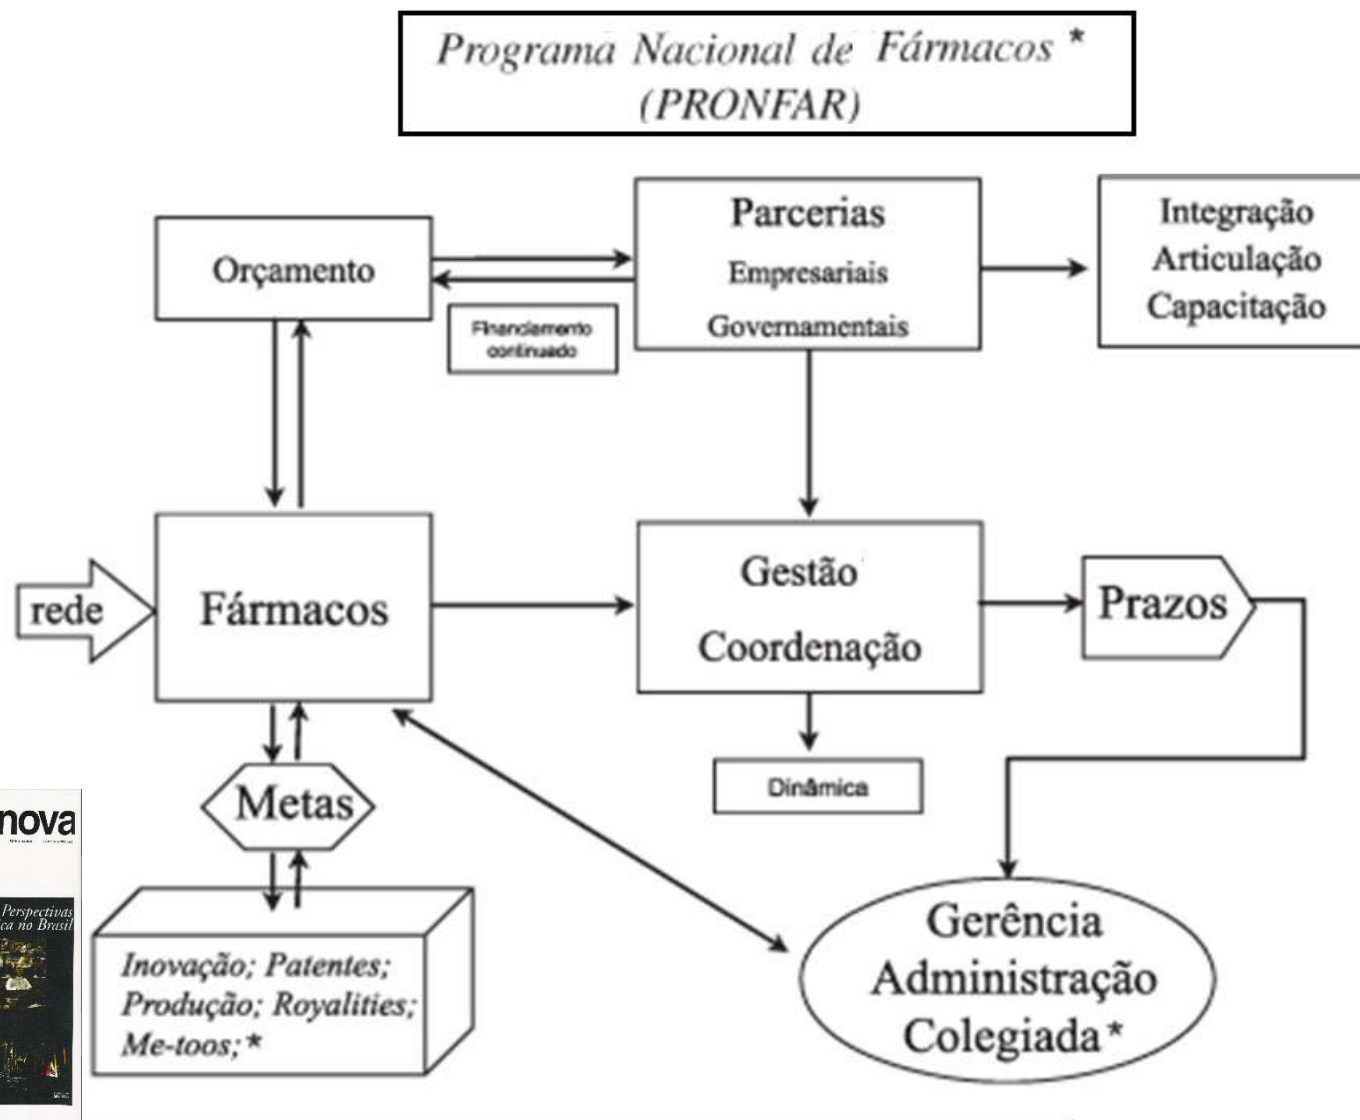 Programa Nacional de Fármacos *
(PRONFAR)
Orçamento
Parcerias
Empresariais
Governamentais
Integração
Articulação
Capacitação
Financiamento
continuado
rede
Fármacos
Gestão
Coordenação
Prazos
Metas
Dinâmica
Inovação; Patentes;
Produção; Royalities;
Me-toos;*
Gerência
Administração
Colegiada*
nova
Perspectivas
ca no Brasil